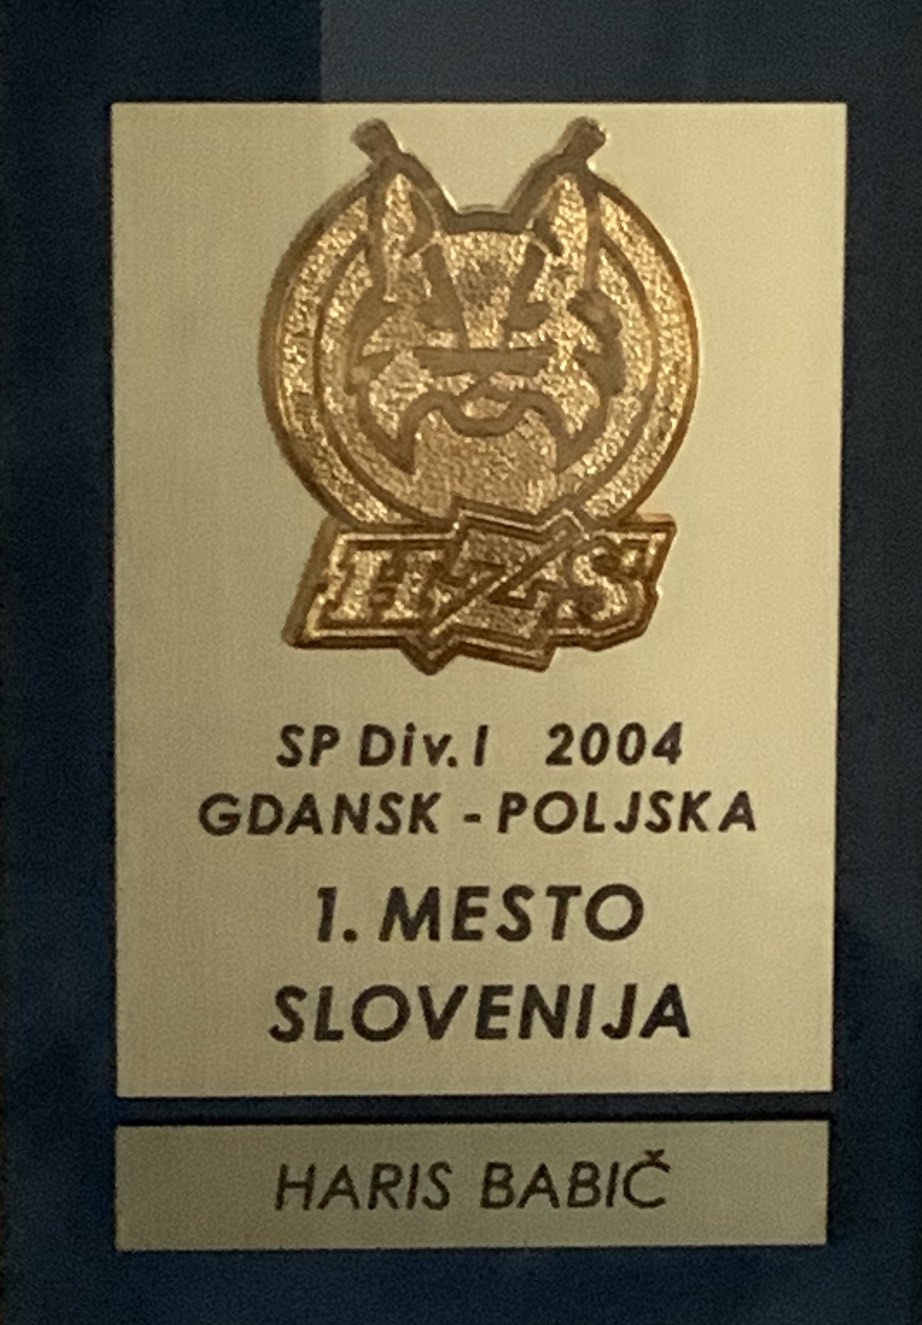 HZS
SP Div. I 2004
GDANSK - POLJSKA
1. MESTO
SLOVENIJA
HARIS BABIČ